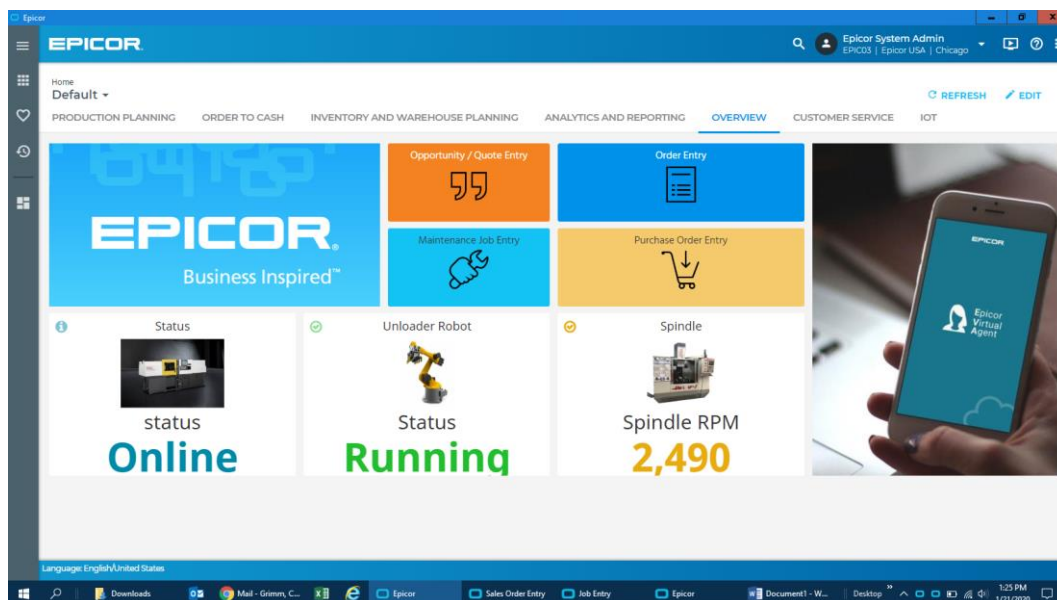 Epicor
EPICOR
Epicor System Admin
EPIC03 | Epicor USA | Chicago
Home
Default
REFRESH
EDIT
PRODUCTION PLANNING
ORDER TO CASH
INVENTORY AND WAREHOUSE PLANNING
ANALYTICS AND REPORTING
OVERVIEW
CUSTOMER SERVICE
IOT
EPICOR®
Business Inspired™
Opportunity / Quote Entry
Order Entry
Maintenance Job Entry
Purchase Order Entry
EPICOR
Epicor
Virtual
Agent
Status
status
Online
Unloader Robot
Status
Running
Spindle
Spindle RPM
2,490
Language: English/United States
Downloads
Mail - Grimm, C...
Epicor
Sales Order Entry
Job Entry
Epicor
Document1 - W...
Desktop
1:25 PM
1/21/2020